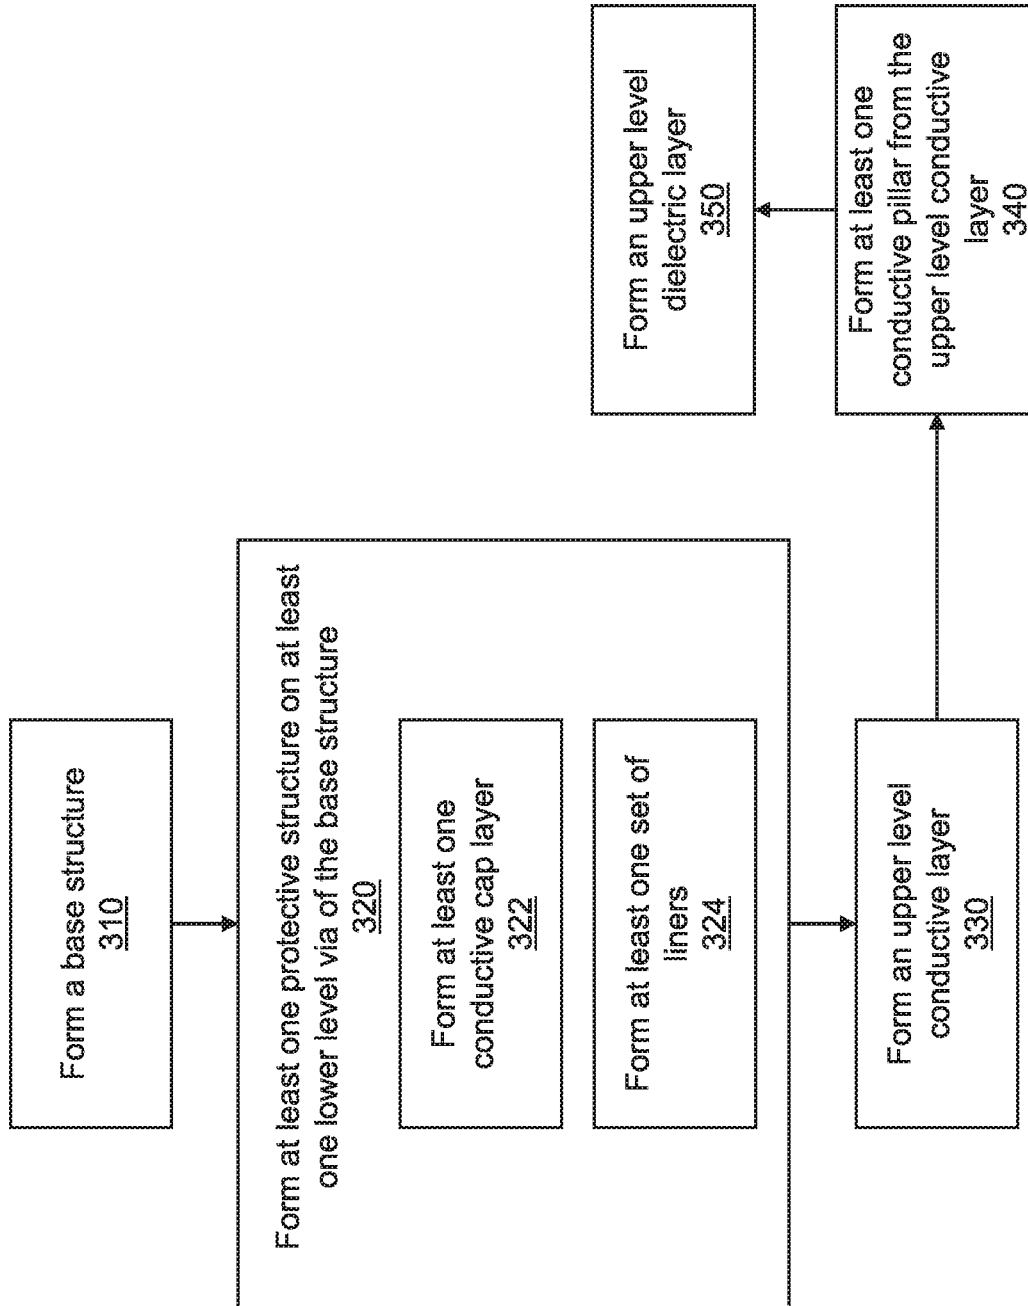 Form a base structure
310
Form at least one protective structure on at least
one lower level via of the base structure
320
Form at least one
conductive cap layer
322
Form at least one set of
liners
324
Form an upper level
conductive layer
330
Form at least one
conductive pillar from the
upper level conductive
layer
340
Form an upper level
dielectric layer
350